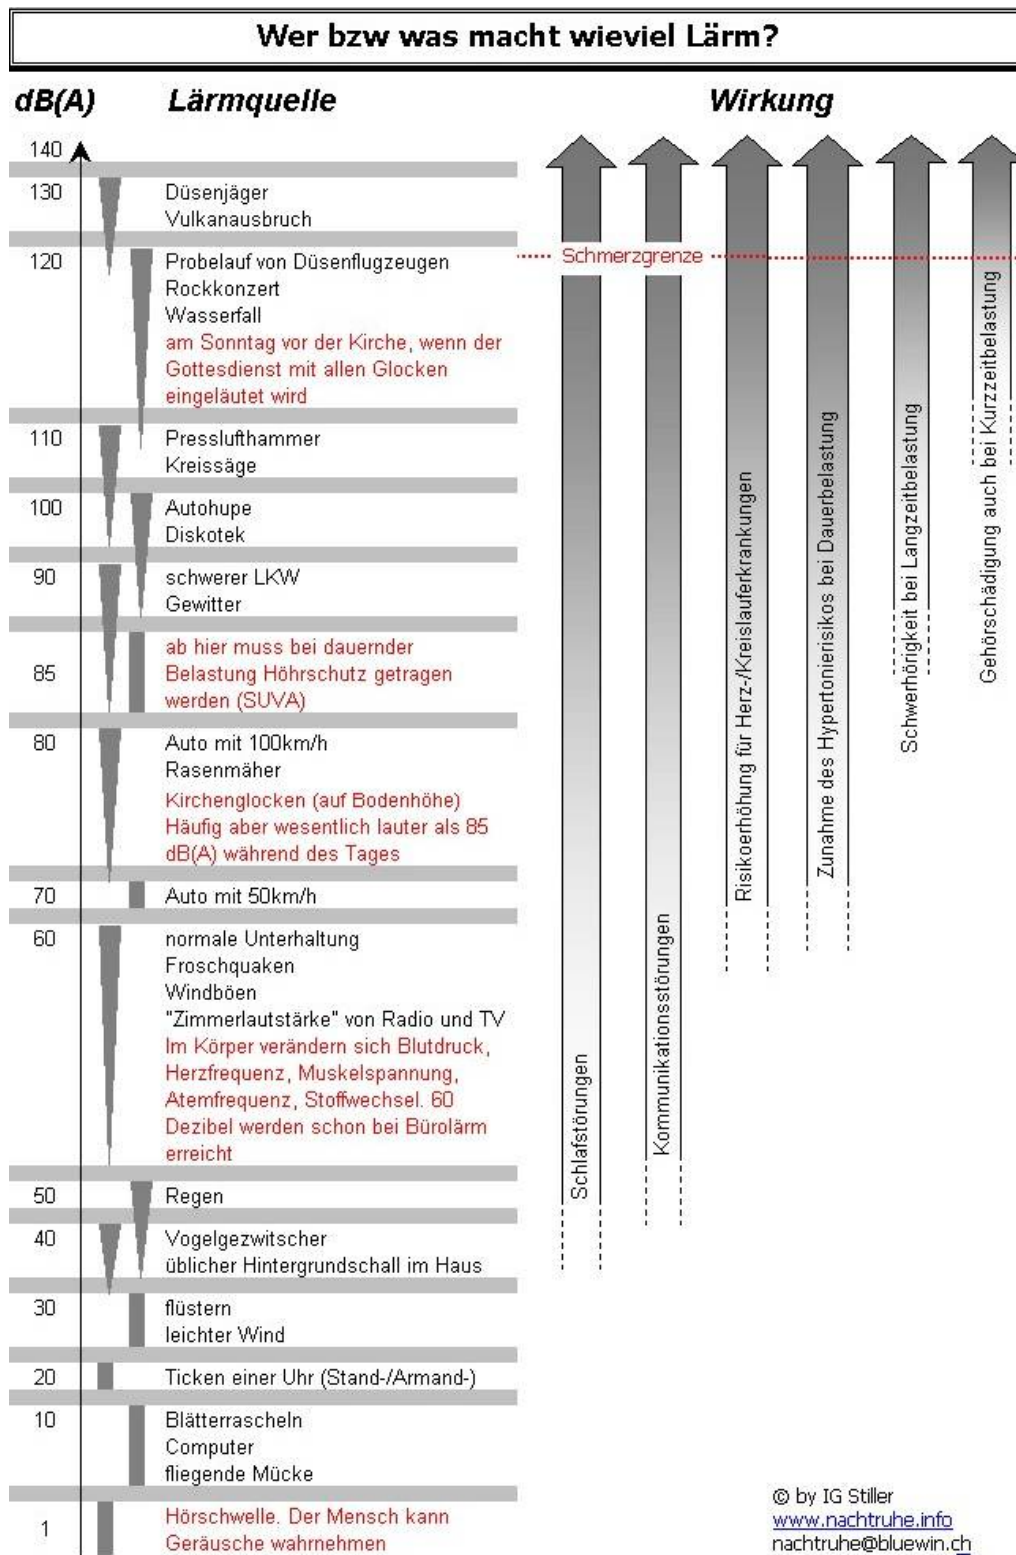 Wer bzw was macht wieviel Lärm?
dB(A) Lärmquelle Wirkung
140
130 Düsenjäger
Vulkanausbruch
120 Probelauf von Düsenflugzeugen
Rockkonzert
Wasserfall
am Sonntag vor der Kirche, wenn der
Gottesdienst mit allen Glocken
eingeläutet wird
110 Presslufthammer
Kreissäge
100 Autohupe
Diskotek
90 schwerer LKW
Gewitter
ab hier muss bei dauernder
85 Belastung Höhrschutz getragen
werden (SUVA)
80 Auto mit 100km/h
Rasenmäher
Kirchenglocken (auf Bodenhöhe)
Häufig aber wesentlich lauter als 85
dB(A) während des Tages
70 Auto mit 50km/h
60 normale Unterhaltung
Froschquaken
Windböen
"Zimmerlautstärke" von Radio und TV
Im Körper verändern sich Blutdruck,
Herzfrequenz, Muskelspannung,
Atemfrequenz, Stoffwechsel. 60
Dezibel werden schon bei Bürolärm
erreicht
50 Regen
40 Vogelgezwitscher
üblicher Hintergrundschall im Haus
30 flüstern
leichter Wind
20 Ticken einer Uhr (Stand-/Armand-)
10 Blätterrascheln
Computer
fliegende Mücke
1 Hörschwelle. Der Mensch kann
Geräusche wahrnehmen
Schmerzgrenze
Schlafstörungen
Kommunikationsstörungen
Risikoerhöhung für Herz-/Kreislauferkrankungen
Zunahme des Hypertonierisikos bei Dauerbelastung
Schwerhörigkeit bei Langzeitbelastung
Gehörschädigung auch bei Kurzzeitbelastung
© by IG Stiller
www.nachtruhe.info
nachtruhe@bluewin.ch